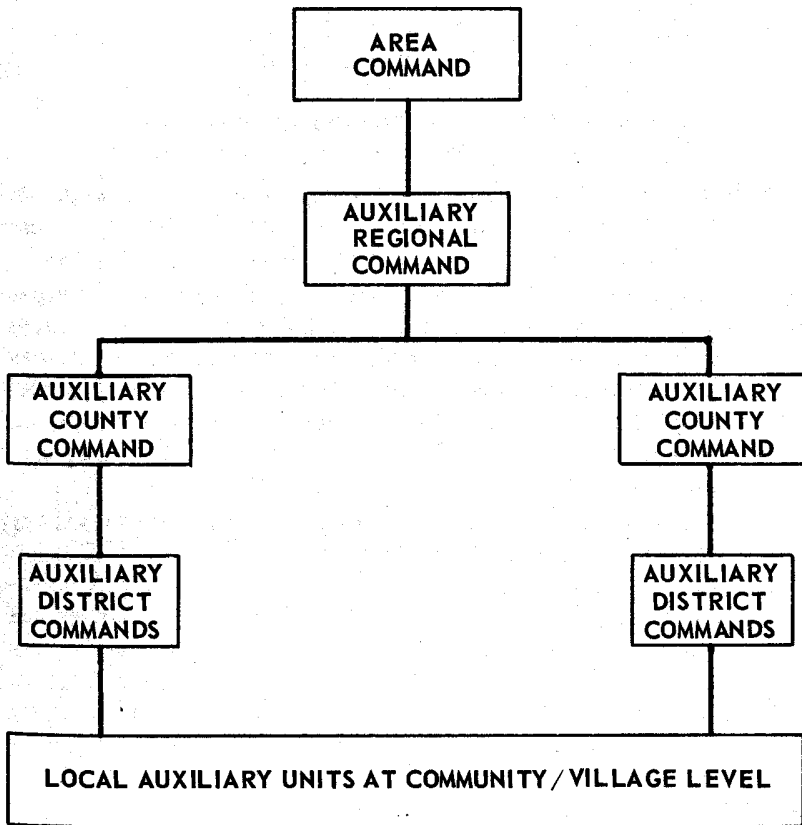 AREA
COMMAND
AUXILIARY
REGIONAL
COMMAND
AUXILIARY
COUNTY
COMMAND
AUXILIARY
COUNTY
COMMAND
AUXILIARY
DISTRICT
COMMANDS
AUXILIARY
DISTRICT
COMMANDS
LOCAL AUXILIARY UNITS AT COMMUNITY/VILLAGE LEVEL